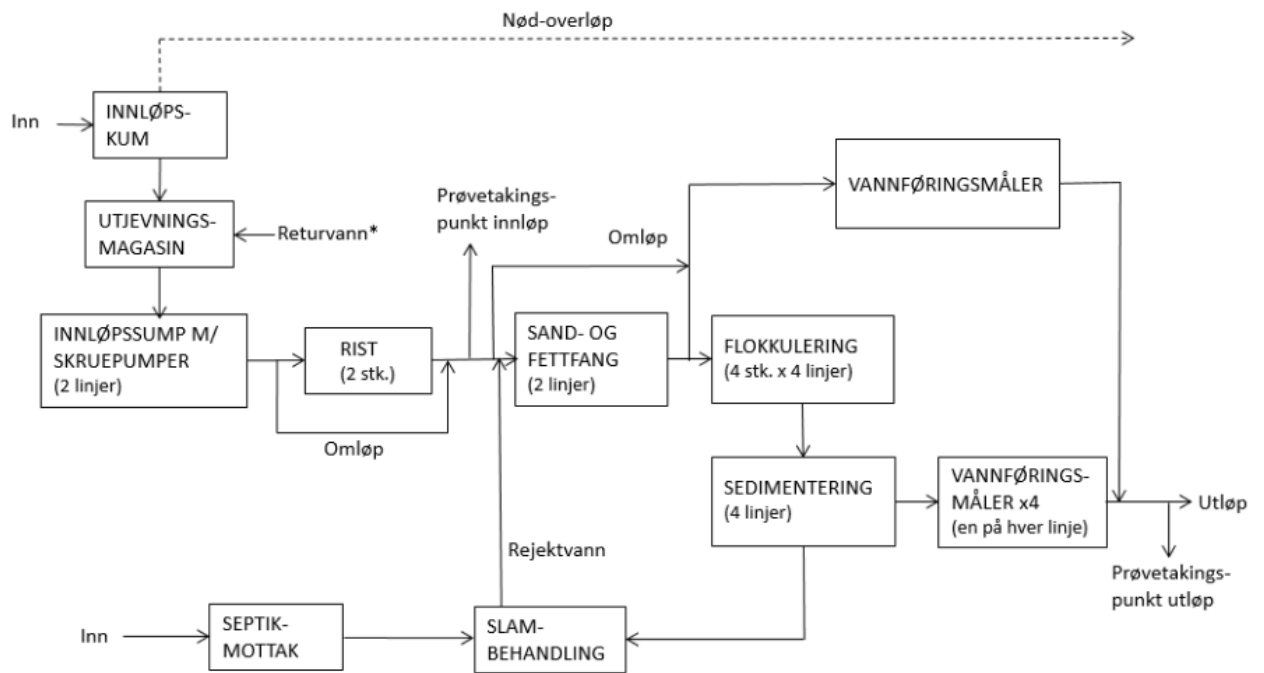 Nød-overløp
Inn
INNLØPS-
KUM
UTJEVNINGS-
MAGASIN
Returvann*
Prøvetakings-
punkt innløp
Omløp
VANNFØRINGSMÅLER
INNLØPSSUMP M/
SKRUEPUMPER
(2 linjer)
RIST
(2 stk.)
Omløp
SAND- OG
FETTFANG
(2 linjer)
FLOKKULERING
(4 stk. x 4 linjer)
SEDIMENTERING
(4 linjer)
VANNFØRINGS-
MÅLER x4
(en på hver linje)
Utløp
Prøvetakings-
punkt utløp
Rejektvann
Inn
SEPTIK-
MOTTAK
SLAM-
BEHANDLING